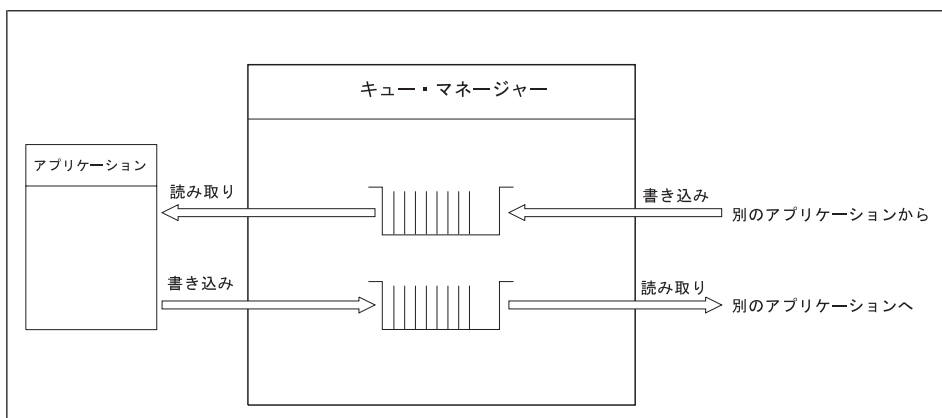 キュー・マネージャー
アプリケーション
読み取り
書き込み
別のアプリケーションから
書き込み
読み取り
別のアプリケーションへ